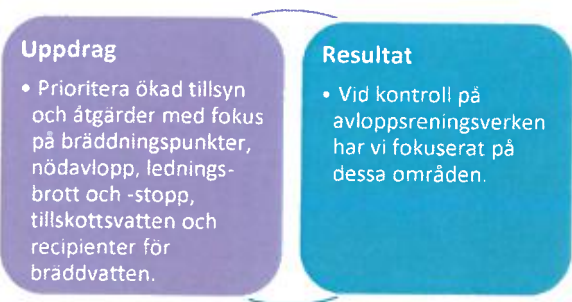 Uppdrag
• Prioritera ökad tillsyn
och åtgärder med fokus
på bräddningspunkter,
nödavlopp, lednings-
brott och -stopp,
tillskottsvatten och
recipienter för
bräddvatten.
Resultat
• Vid kontroll på
avloppsreningsverken
har vi fokuserat på
dessa områden.